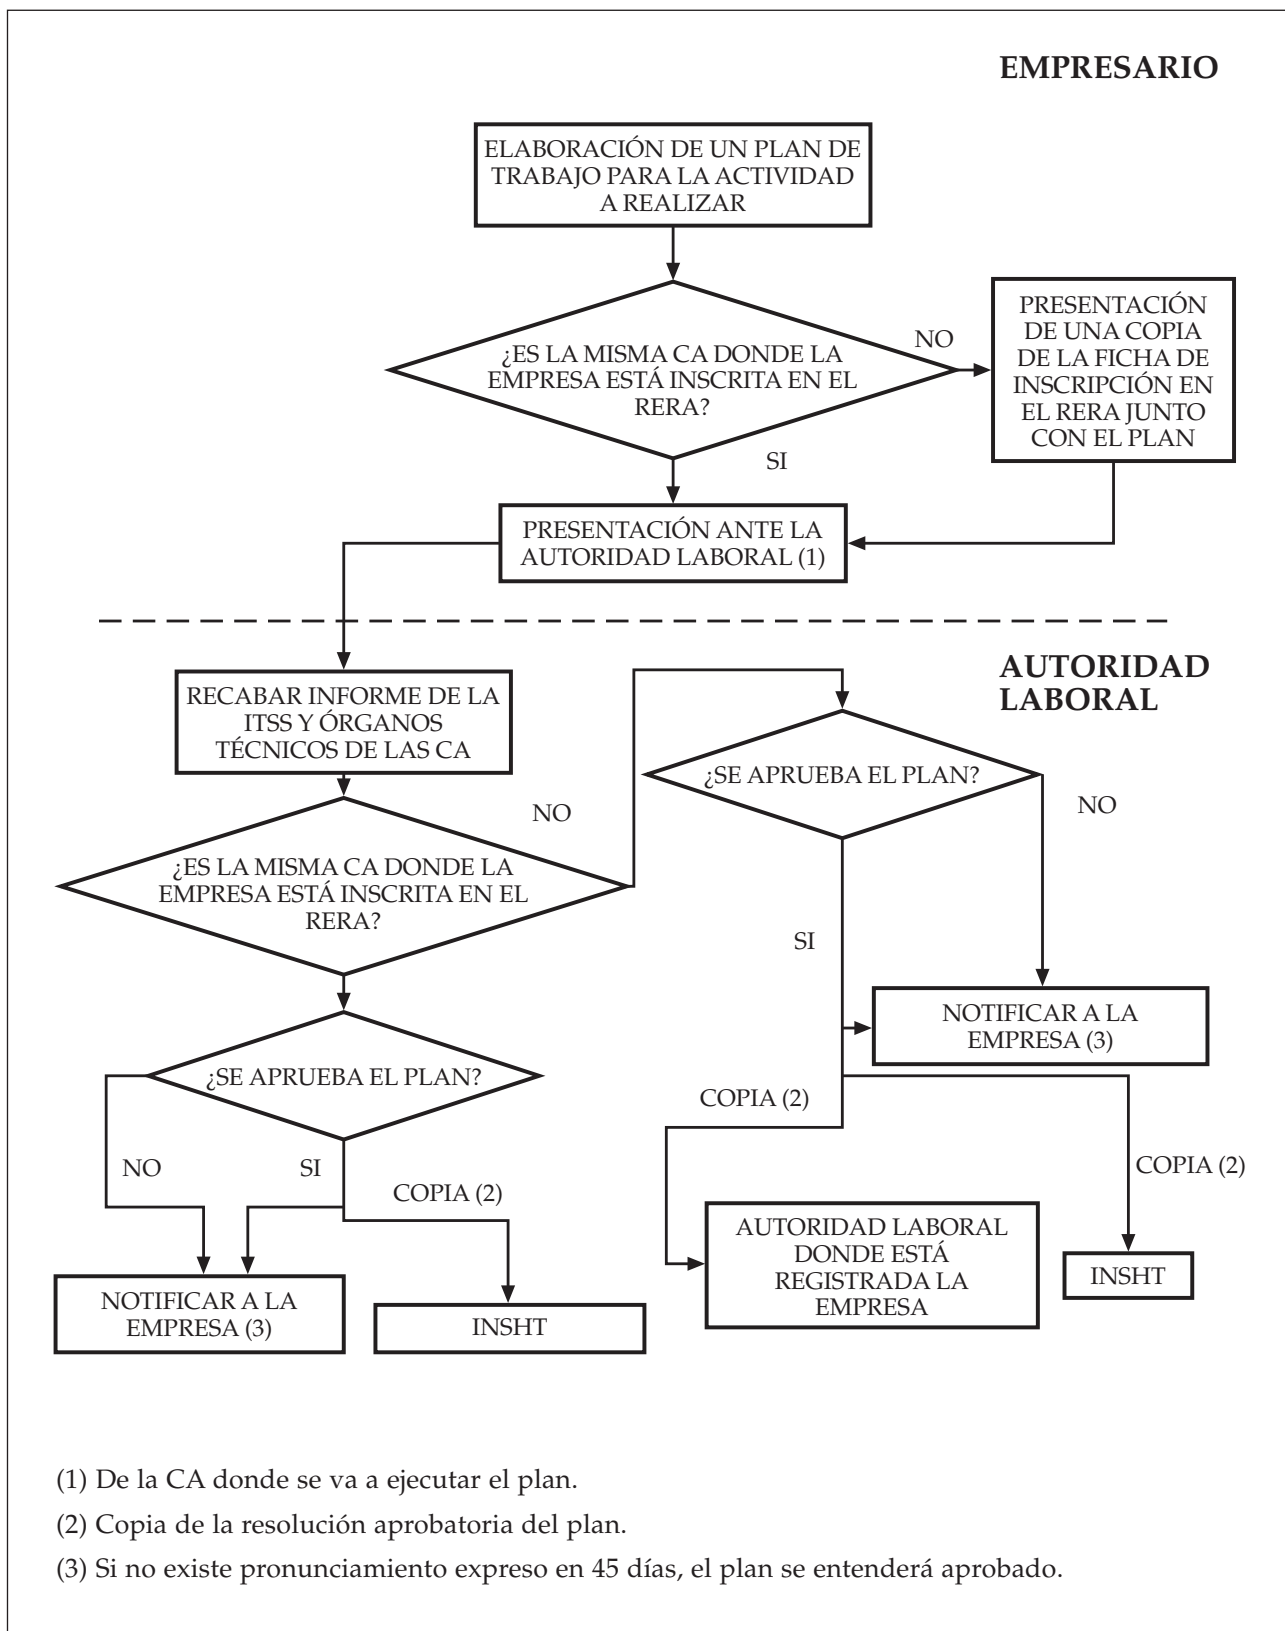 EMPRESARIO
ELABORACIÓN DE UN PLAN DE
TRABAJO PARA LA ACTIVIDAD
A REALIZAR
¿ES LA MISMA CA DONDE LA
EMPRESA ESTÁ INSCRITA EN EL
RERA?
NO
PRESENTACIÓN
DE UNA COPIA
DE LA FICHA DE
INSCRIPCIÓN EN
EL RERA JUNTO
CON EL PLAN
SI
PRESENTACIÓN ANTE LA
AUTORIDAD LABORAL (1)
AUTORIDAD
LABORAL
RECABAR INFORME DE LA
ITSS Y ÓRGANOS
TÉCNICOS DE LAS CA
¿ES LA MISMA CA DONDE LA
EMPRESA ESTÁ INSCRITA EN EL
RERA?
NO
¿SE APRUEBA EL PLAN?
NO
SI
NOTIFICAR A LA
EMPRESA (3)
COPIA (2)
COPIA (2)
AUTORIDAD LABORAL
DONDE ESTÁ
REGISTRADA LA
EMPRESA
INSHT
¿SE APRUEBA EL PLAN?
NO
SI
COPIA (2)
NOTIFICAR A LA
EMPRESA (3)
INSHT
(1) De la CA donde se va a ejecutar el plan.
(2) Copia de la resolución aprobatoria del plan.
(3) Si no existe pronunciamiento expreso en 45 días, el plan se entenderá aprobado.